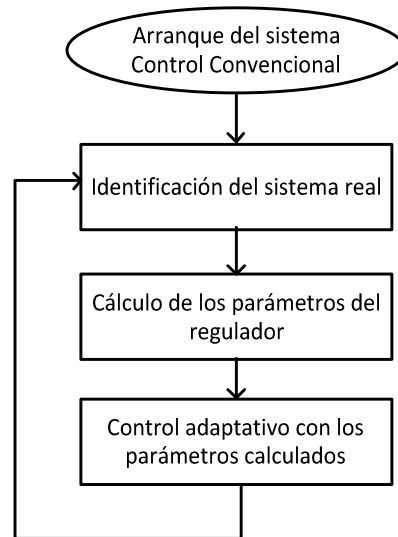 Arranque del sistema
Control Convencional
Identificación del sistema real
Cálculo de los parámetros del
regulador
Control adaptativo con los
parámetros calculados